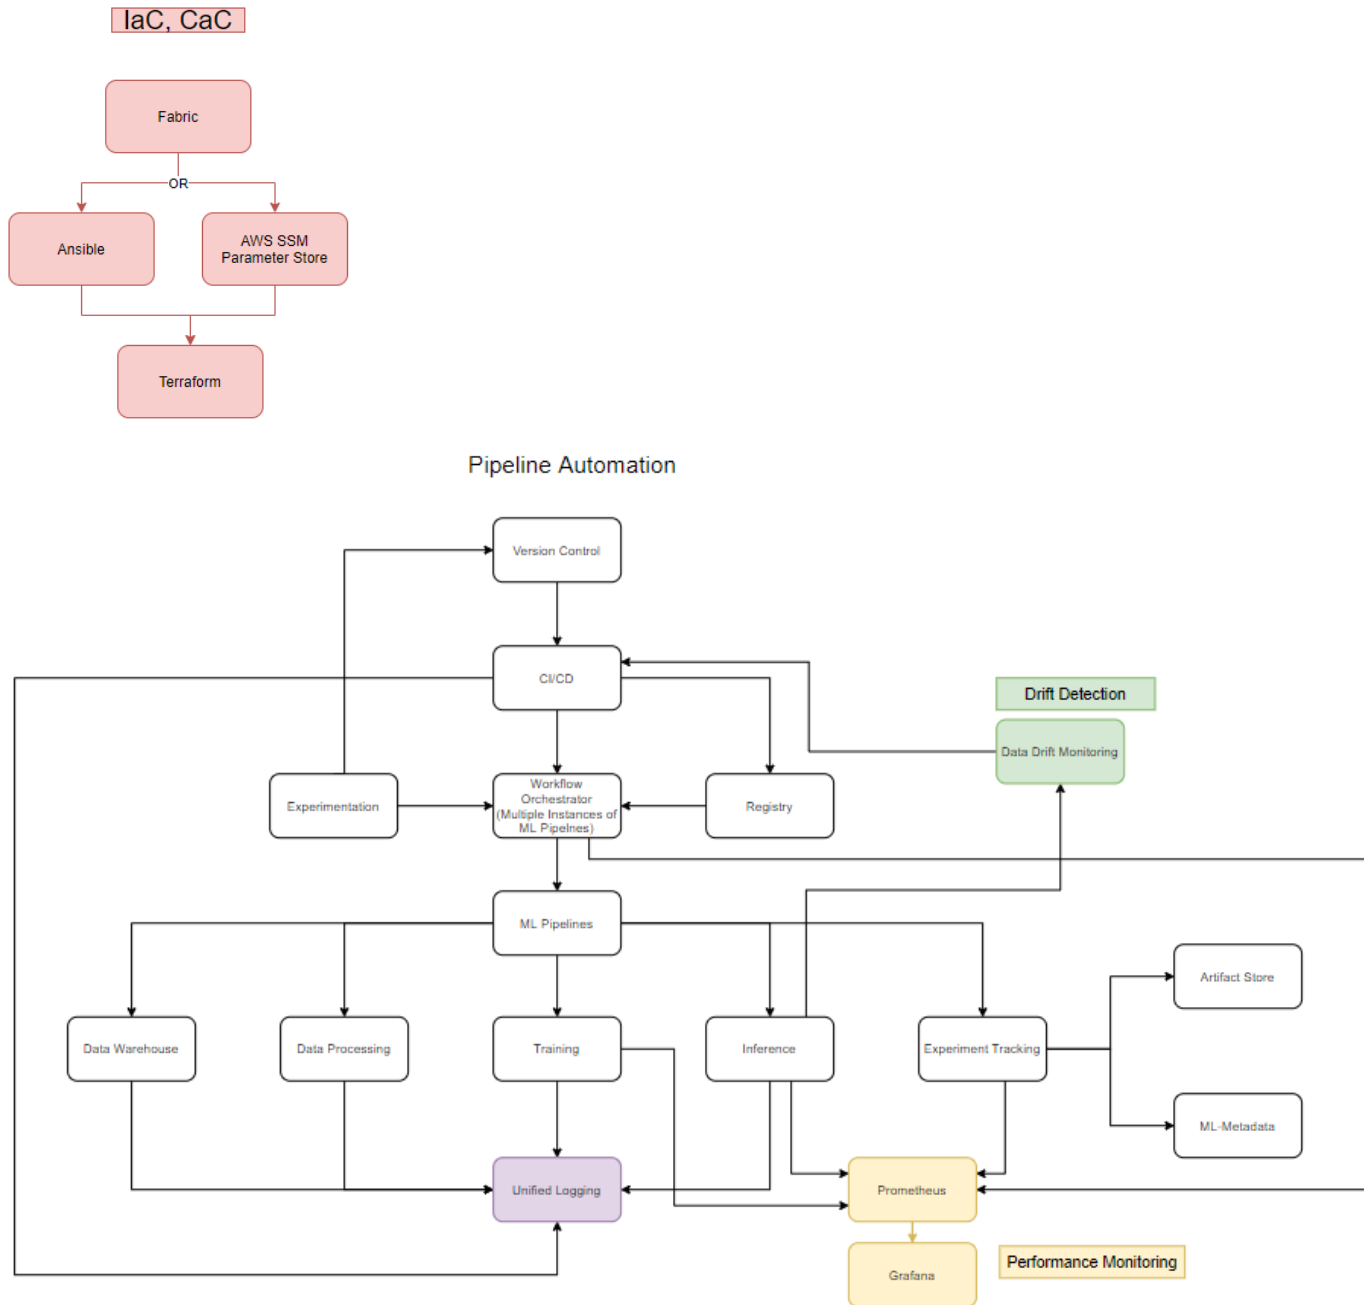 IaC, CaC
Fabric
OR
Ansible
AWS SSM
Parameter Store
Terraform
Pipeline Automation
Version Control
CI/CD
Drift Detection
Data Drift Monitoring
Experimentation
Workflow
Orchestrator
(Multiple Instances of
ML Pipelnes)
Registry
ML Pipelines
Artifact Store
Data Warehouse
Data Processing
Training
Inference
Experiment Tracking
ML-Metadata
Unified Logging
Prometheus
Performance Monitoring
Grafana